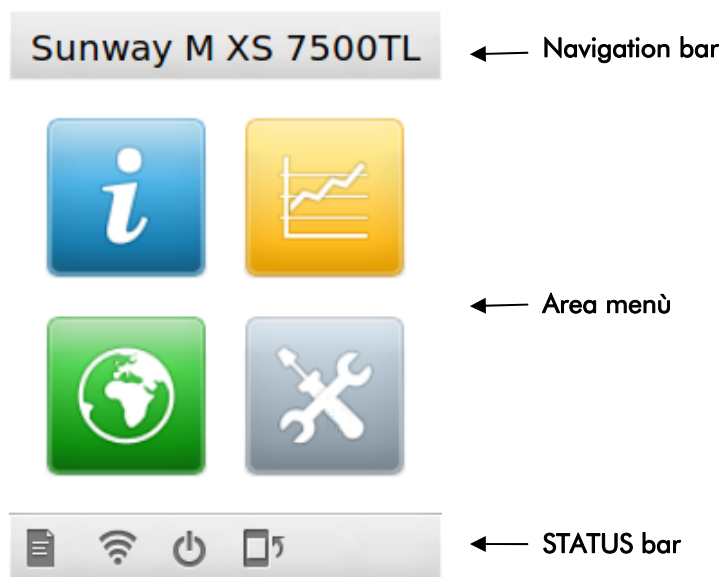 Sunway M XS 7500TL
Navigation bar
Area menù
STATUS bar